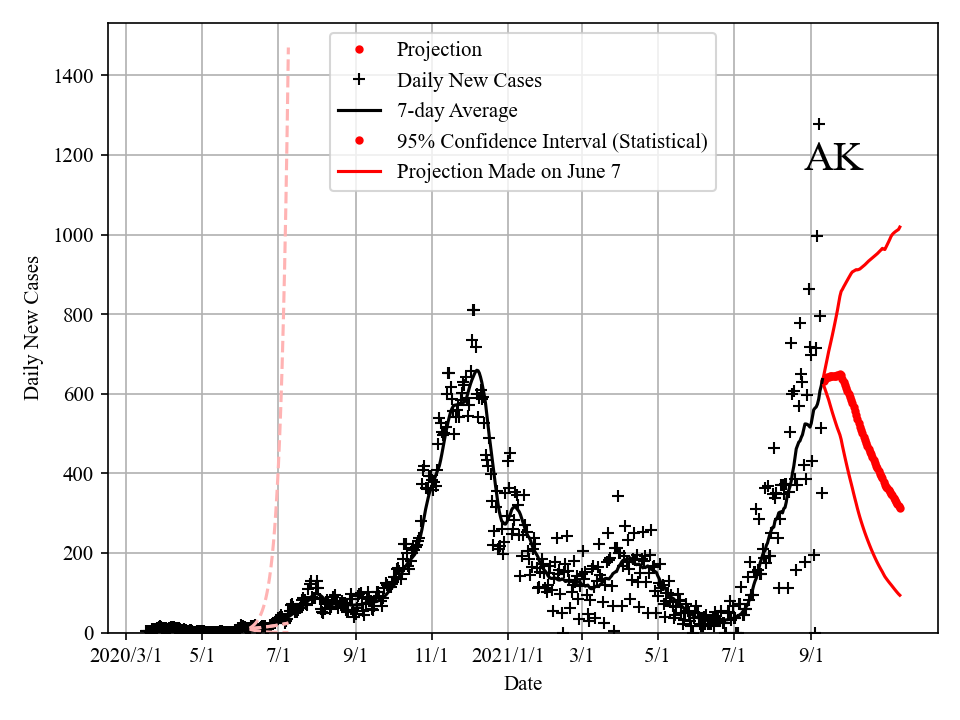 Projection
Daily New Cases
7-day Average
95% Confidence Interval (Statistical)
Projection Made on June 7
AK
Daily New Cases
1400
1200
1000
800
600
400
200
0
2020/3/1 5/1 7/1 9/1 11/1 2021/1/1 3/1 5/1 7/1 9/1
Date